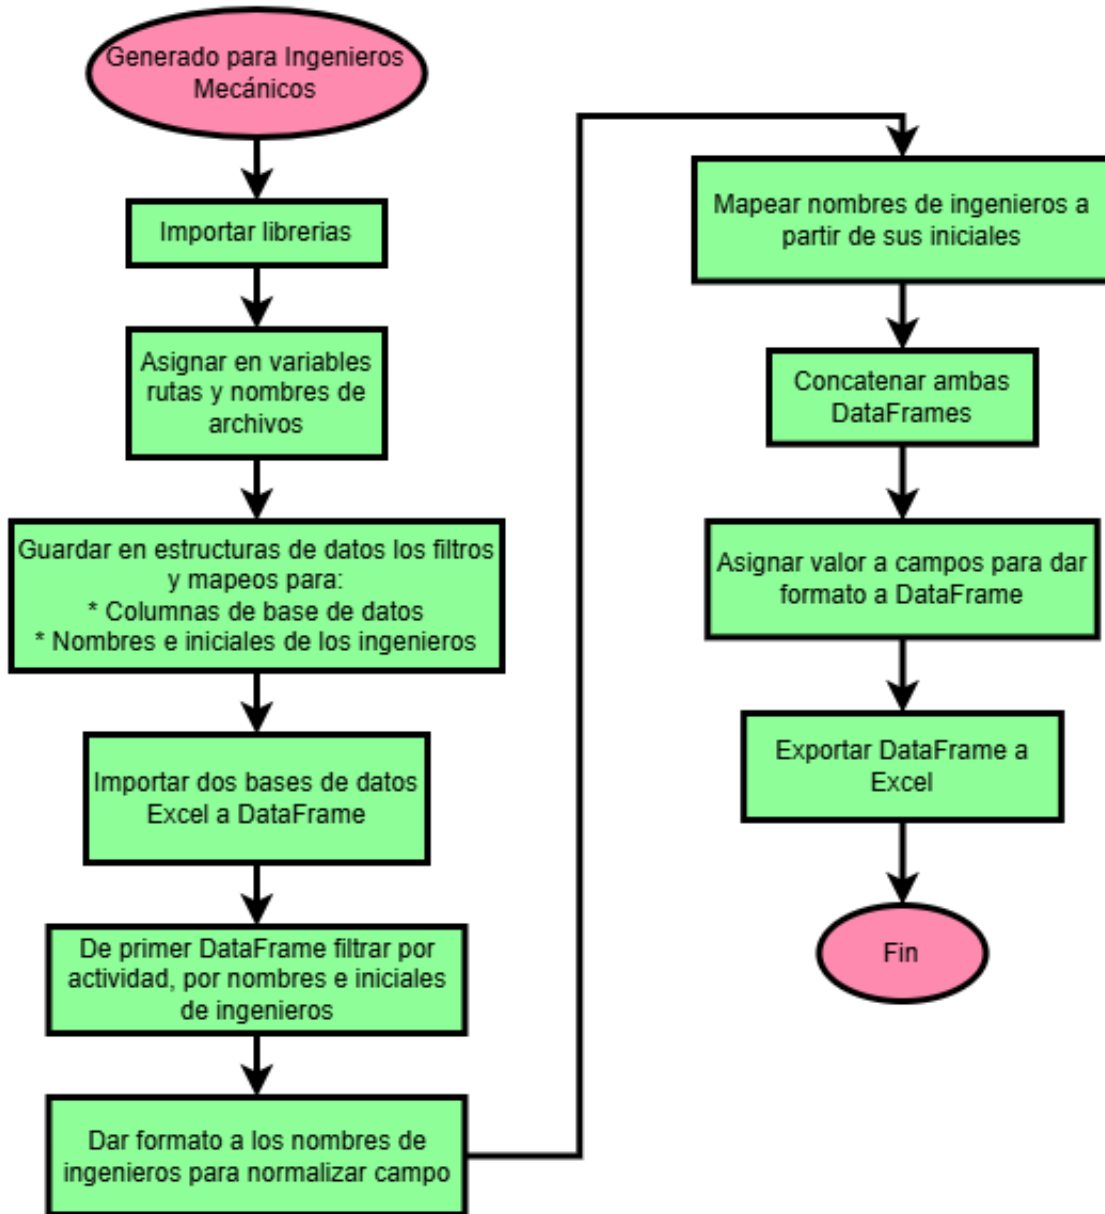 Generado para Ingenieros
Mecánicos
Importar librerias
Asignar en variables
rutas y nombres de
archivos
Guardar en estructuras de datos los filtros
y mapeos para:
* Columnas de base de datos
* Nombres e iniciales de los ingenieros
Importar dos bases de datos
Excel a DataFrame
De primer DataFrame filtrar por
actividad, por nombres e iniciales
de ingenieros
Dar formato a los nombres de
ingenieros para normalizar campo
Mapear nombres de ingenieros a
partir de sus iniciales
Concatenar ambas
DataFrames
Asignar valor a campos para dar
formato a DataFrame
Exportar DataFrame a
Excel
Fin